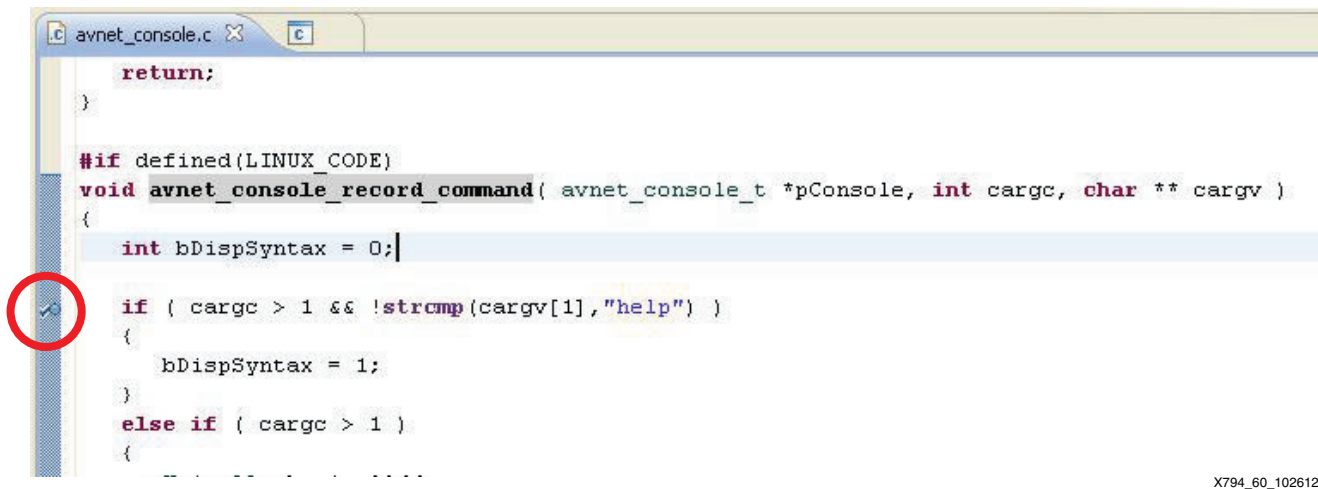 avnet_console.c
return;
}
#if defined(LINUX_CODE)
void avnet_console_record_command( avnet_console_t *pConsole, int cargc, char ** cargv )
{
int bDispSyntax = 0;
if ( cargc > 1 && !strcmp(cargv[1],"help") )
{
bDispSyntax = 1;
}
else if ( cargc > 1 )
{
X794_60_102612